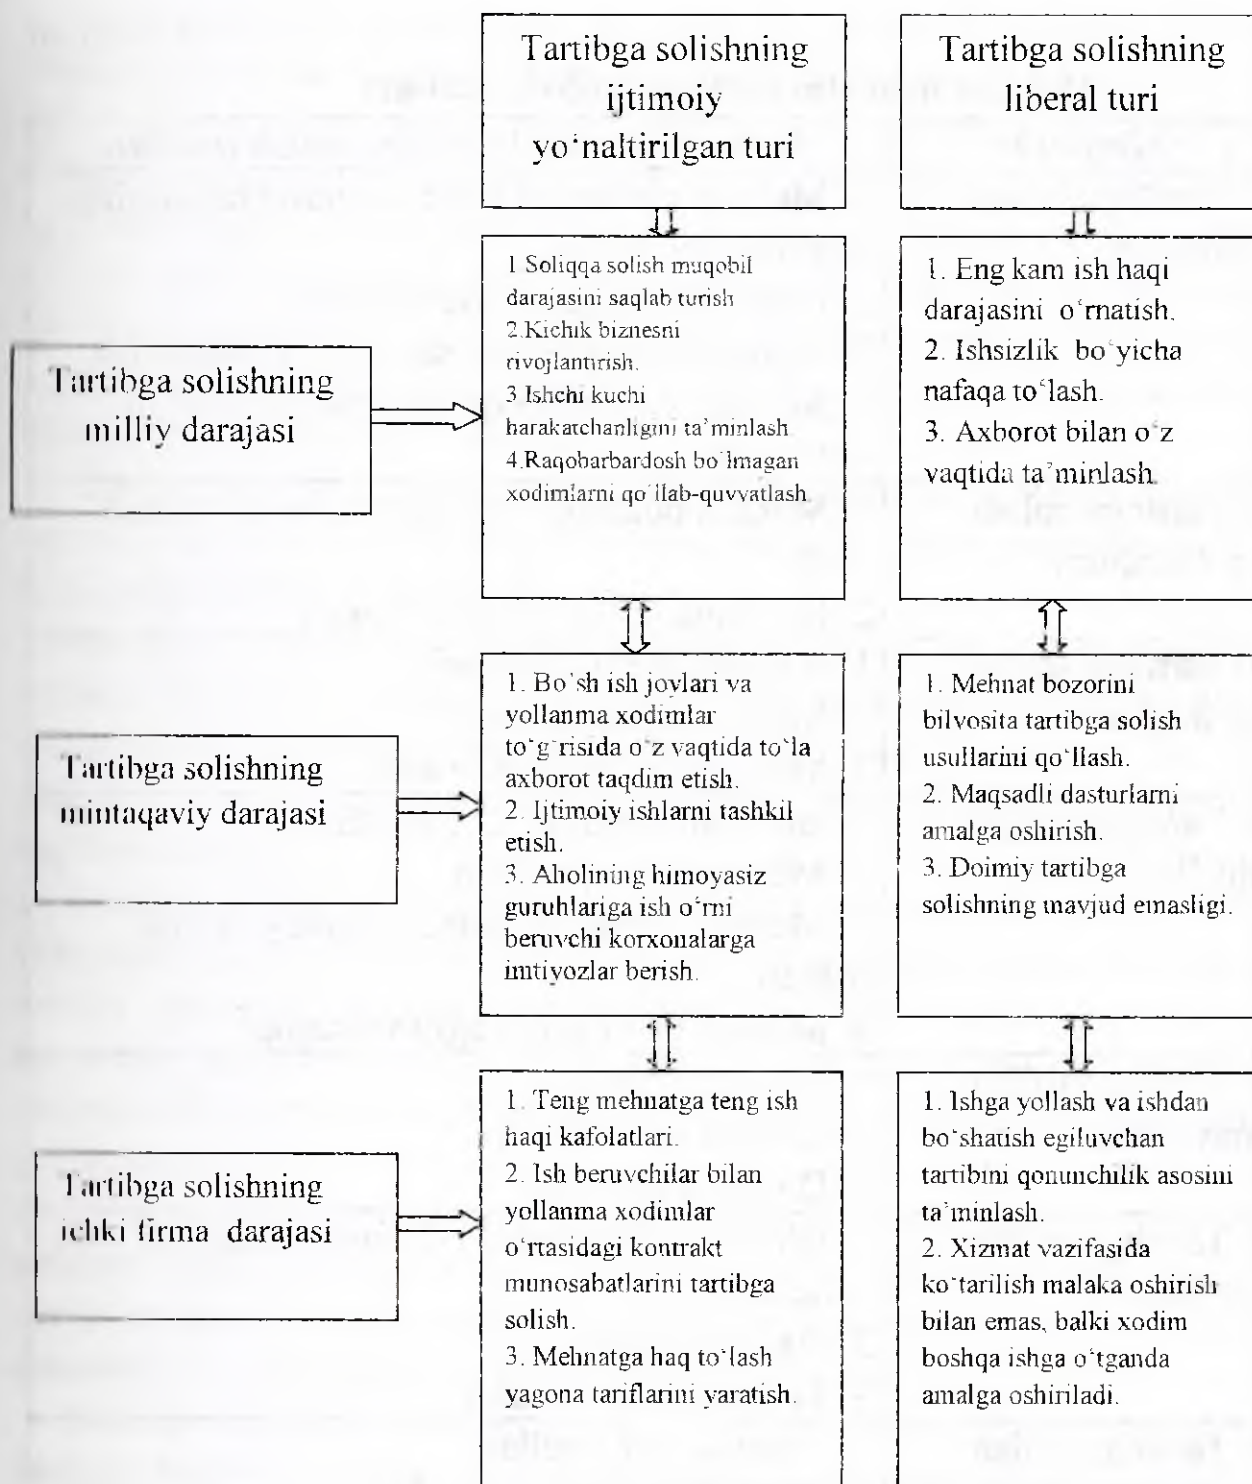 Tartibga solishning
ijtimoiy
yo‘naltirilgan turi
Tartibga solishning
liberal turi
Tartibga solishning
milliy darajasi
1 Soliqqa solish muqobil
darajasini saqlab turish
2.Kichik biznesni
rivojlantirish.
3 Ishchi kuchi
harakatchanligini ta’minlash.
4.Raqobarbardosh bo‘lmagan
xodimlarni qo‘llab-quvvatlash
1. Eng kam ish haqi
darajasini o‘rnatish.
2. Ishsizlik bo‘yicha
nafaqa to‘lash.
3. Axborot bilan o‘z
vaqtida ta’minlash.
Tartibga solishning
mintaqaviy darajasi
1. Bo‘sh ish joylari va
yollanma xodimlar
to‘g‘risida o‘z vaqtida to‘la
axborot taqdim etish.
2. Ijtimoiy ishlarni tashkil
etish.
3. Aholining himoyasiz
guruhlariga ish o‘rni
beruvchi korxonalarga
imtiyozlar berish.
1. Mehnat bozorini
bilvosita tartibga solish
usullarini qo‘llash.
2. Maqsadli dasturlarni
amalga oshirish.
3. Doimiy tartibga
solishning mavjud emasligi.
Tartibga solishning
ichki firma darajasi
1. Teng mehnatga teng ish
haqi kafolatlari.
2. Ish beruvchilar bilan
yollanma xodimlar
o‘rtasidagi kontrakt
munosabatlarini tartibga
solish.
3. Mehnatga haq to‘lash
yagona tariflarini yaratish.
1. Ishga yollash va ishdan
bo‘shatish egiluvchan
tartibini qonunchilik asosini
ta’minlash.
2. Xizmat vazifasida
ko‘tarilish malaka oshirish
bilan emas, balki xodim
boshqa ishga o‘tganda
amalga oshiriladi.